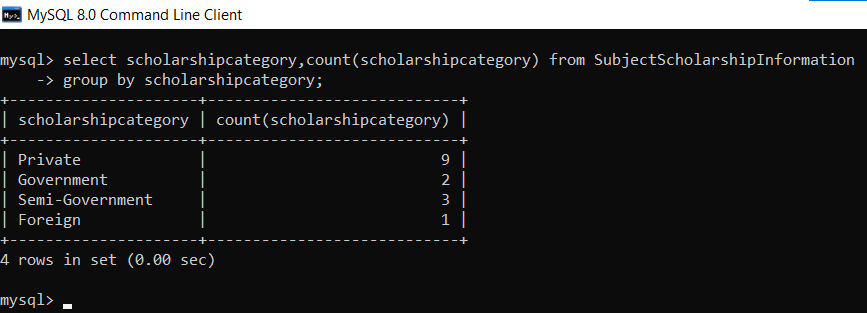 MySQL 8.0 Command Line Client
mysql> select scholarshipcategory,count(scholarshipcategory) from SubjectScholarshipInformation
    -> group by scholarshipcategory;
+---------------------+----------------------------+
| scholarshipcategory | count(scholarshipcategory) |
+---------------------+----------------------------+
| Private             |                          9 |
| Government          |                          2 |
| Semi-Government     |                          3 |
| Foreign             |                          1 |
+---------------------+----------------------------+
4 rows in set (0.00 sec)
mysql> _